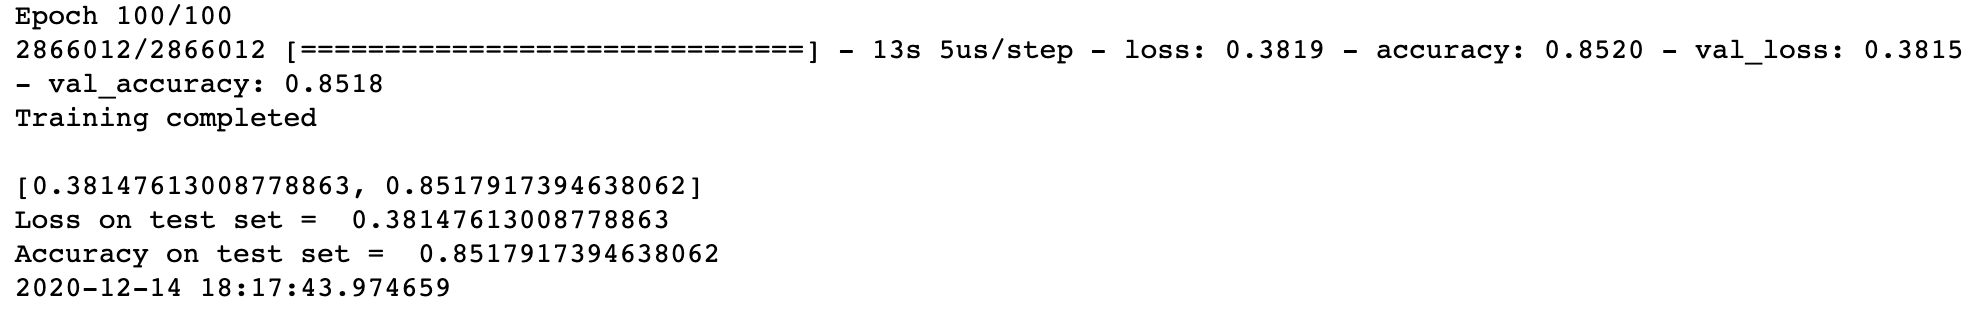 Epoch 100/100
2866012/2866012 [==============================] - 13s 5us/step - loss: 0.3819 - accuracy: 0.8520 - val_loss: 0.3815
- val_accuracy: 0.8518
Training completed
[0.38147613008778863, 0.8517917394638062]
Loss on test set =  0.38147613008778863
Accuracy on test set =  0.8517917394638062
2020-12-14 18:17:43.974659